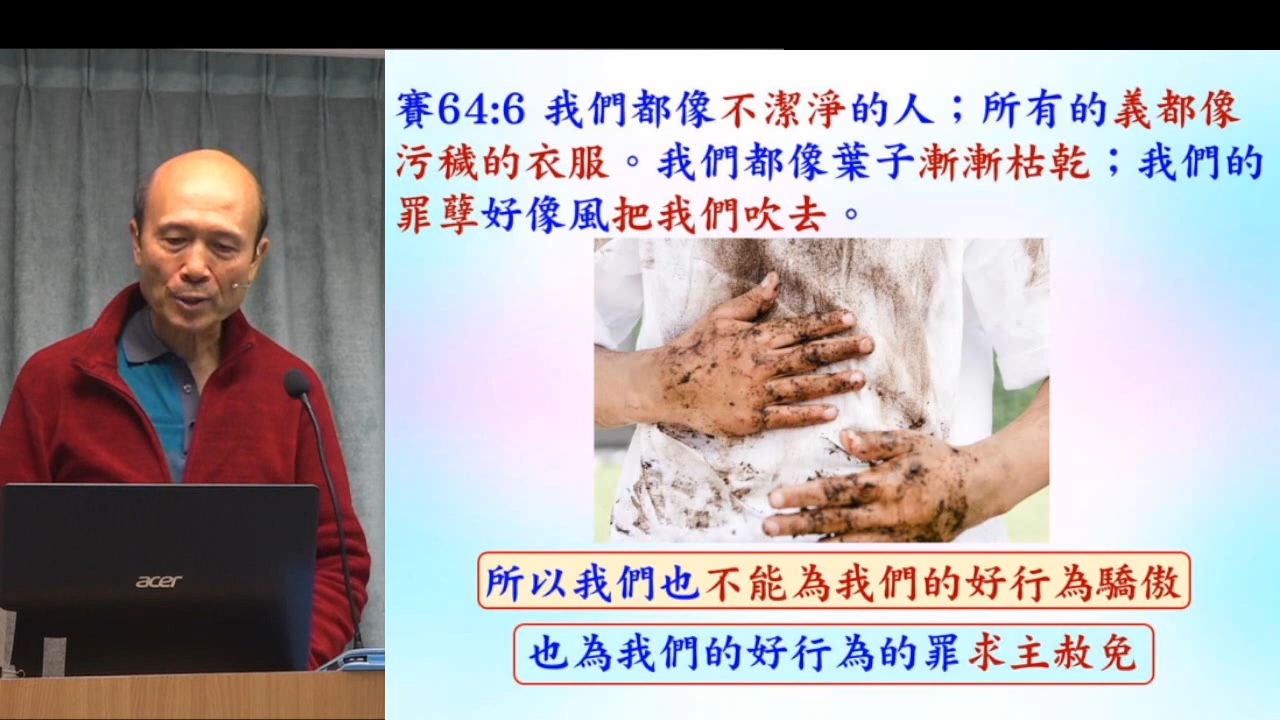 賽64:6 我們都像不潔淨的人；所有的義都像
污穢的衣服。我們都像葉子漸漸枯乾；我們的
罪孽好像風把我們吹去。
所以我們也不能為我們的好行為驕傲
也為我們的好行為的罪求主赦免
acer